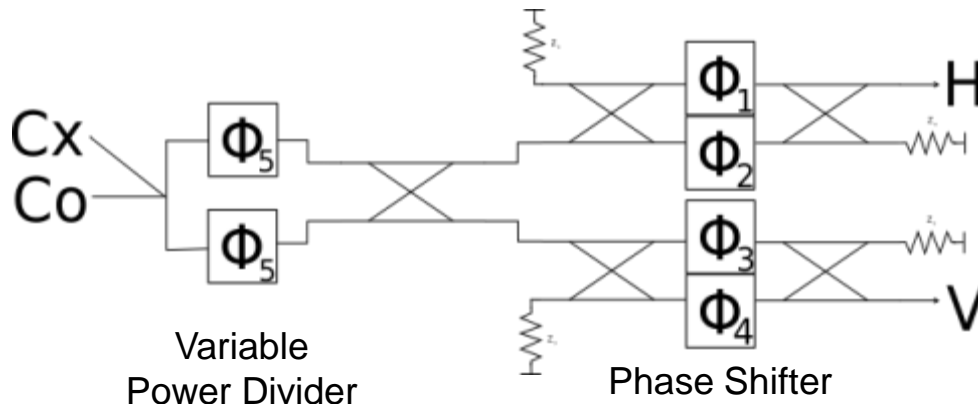 Cx
Co
Φ5
Φ5
Φ1
Φ2
Φ3
Φ4
H
V
Variable
Power Divider
Phase Shifter